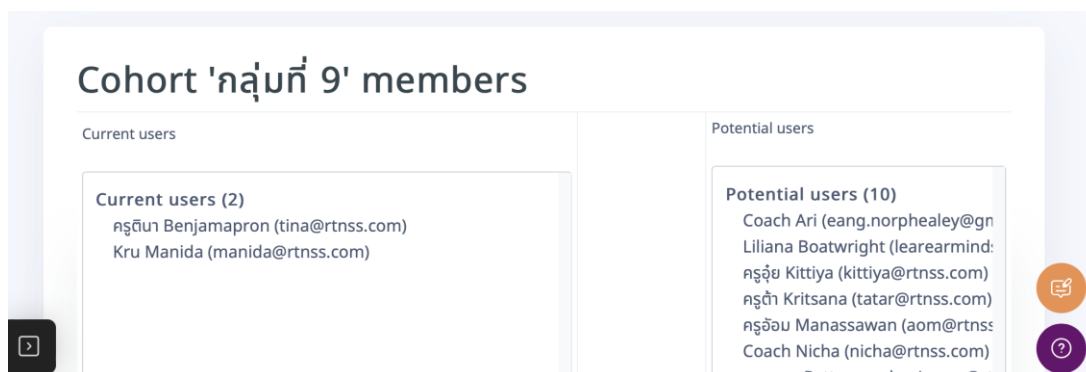 Cohort 'กลุ่มที่ 9' members
Current users
Current users (2)
ครูตินา Benjamapron (tina@rtnss.com)
Kru Manida (manida@rtnss.com)
Potential users
Potential users (10)
Coach Ari (eang.norphealey@gn
Liliana Boatwright (learearminds
ครูอุ๋ย Kittiya (kittiya@rtnss.com)
ครูต้า Kritsana (tatar@rtnss.com)
ครูอ๊อม Manassawan (aom@rtnss
Coach Nicha (nicha@rtnss.com)